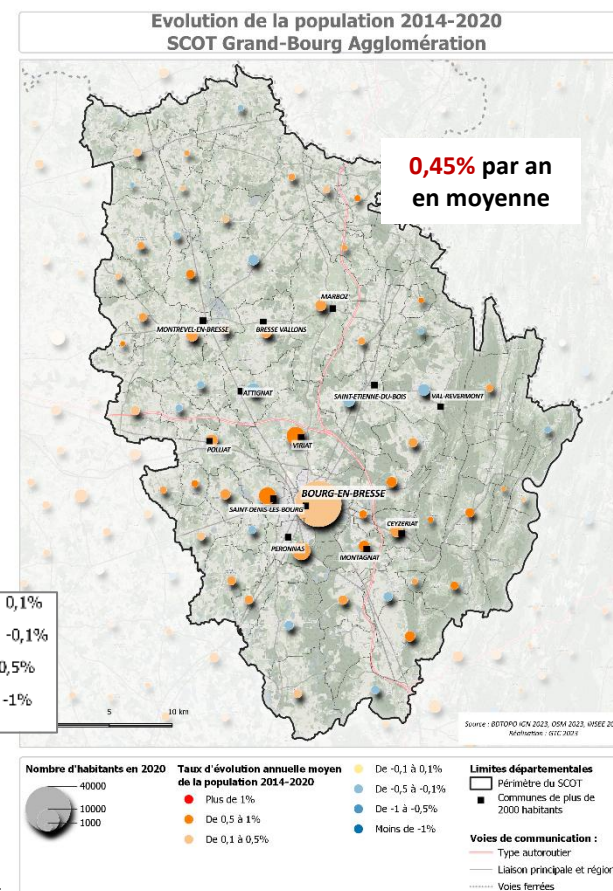 Evolution de la population 2014-2020
SCOT Grand-Bourg Agglomération
0,45% par an
en moyenne
MARBOZ
MONTREVEL-EN-BRESSE
BRESSE VALLONS
ATTIGNAT
SAINT-ETIENNE-DU-BOIS
VAL-REVERMONT
POLLIAT
VIRIAT
BOURG-EN-BRESSE
SAINT-DENIS-LES-BOURG
CEYZERIAT
PERONNAS
MONTAGNAT
0,1%
-0,1%
0,5%
-1%
5
10 km
Source : BDTOPO IGN 2023, OSM 2023, INSEE 20
Réalisation : GTC 2023
Nombre d'habitants en 2020
40000
10000
1000
Taux d'évolution annuelle moyen
de la population 2014-2020
Plus de 1%
De 0,5 à 1%
De 0,1 à 0,5%
De -0,1 à 0,1%
De -0,5 à -0,1%
De -1 à -0,5%
Moins de -1%
Limites départementales
Périmètre du SCOT
Communes de plus de
2000 habitants
Voies de communication :
Type autoroutier
Liaison principale et région
Voies ferrées